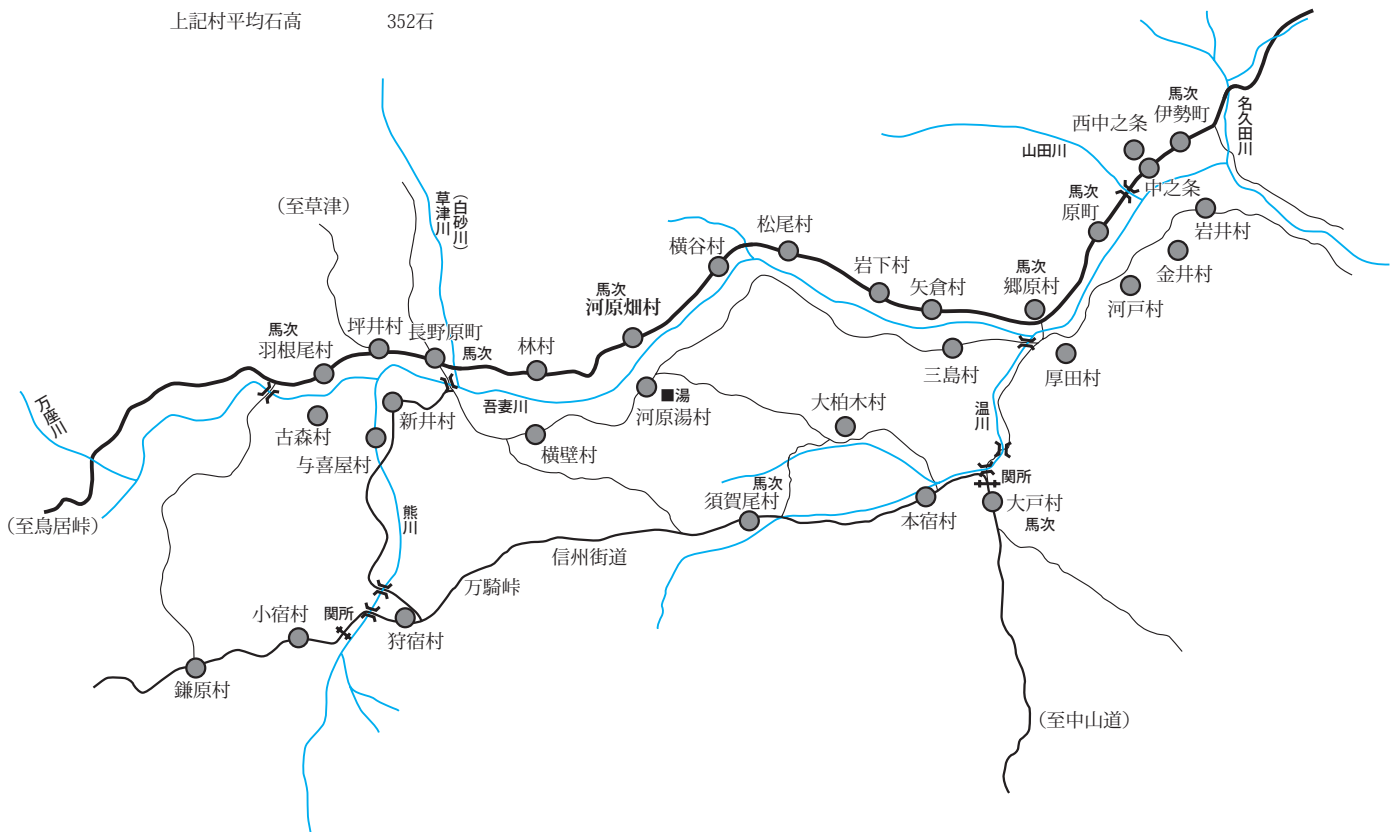 上記村平均石高 352石
馬次
伊勢町
名久田川
西中之条
山田川
中之条
馬次
原町
岩井村
金井村
河戸村
(至草津)
草津川
(白砂川)
松尾村
横谷村
岩下村
矢倉村
馬次
郷原村
馬次
河原畑村
三島村
厚田村
馬次
羽根尾村
坪井村
長野原町
馬次
林村
万座川
古森村
新井村
与喜屋村
吾妻川
横壁村
湯
河原湯村
大柏木村
温川
馬次
須賀尾村
本宿村
関所
大戸村
馬次
(至鳥居峠)
熊川
信州街道
万騎峠
小宿村
関所
狩宿村
鎌原村
(至中山道)